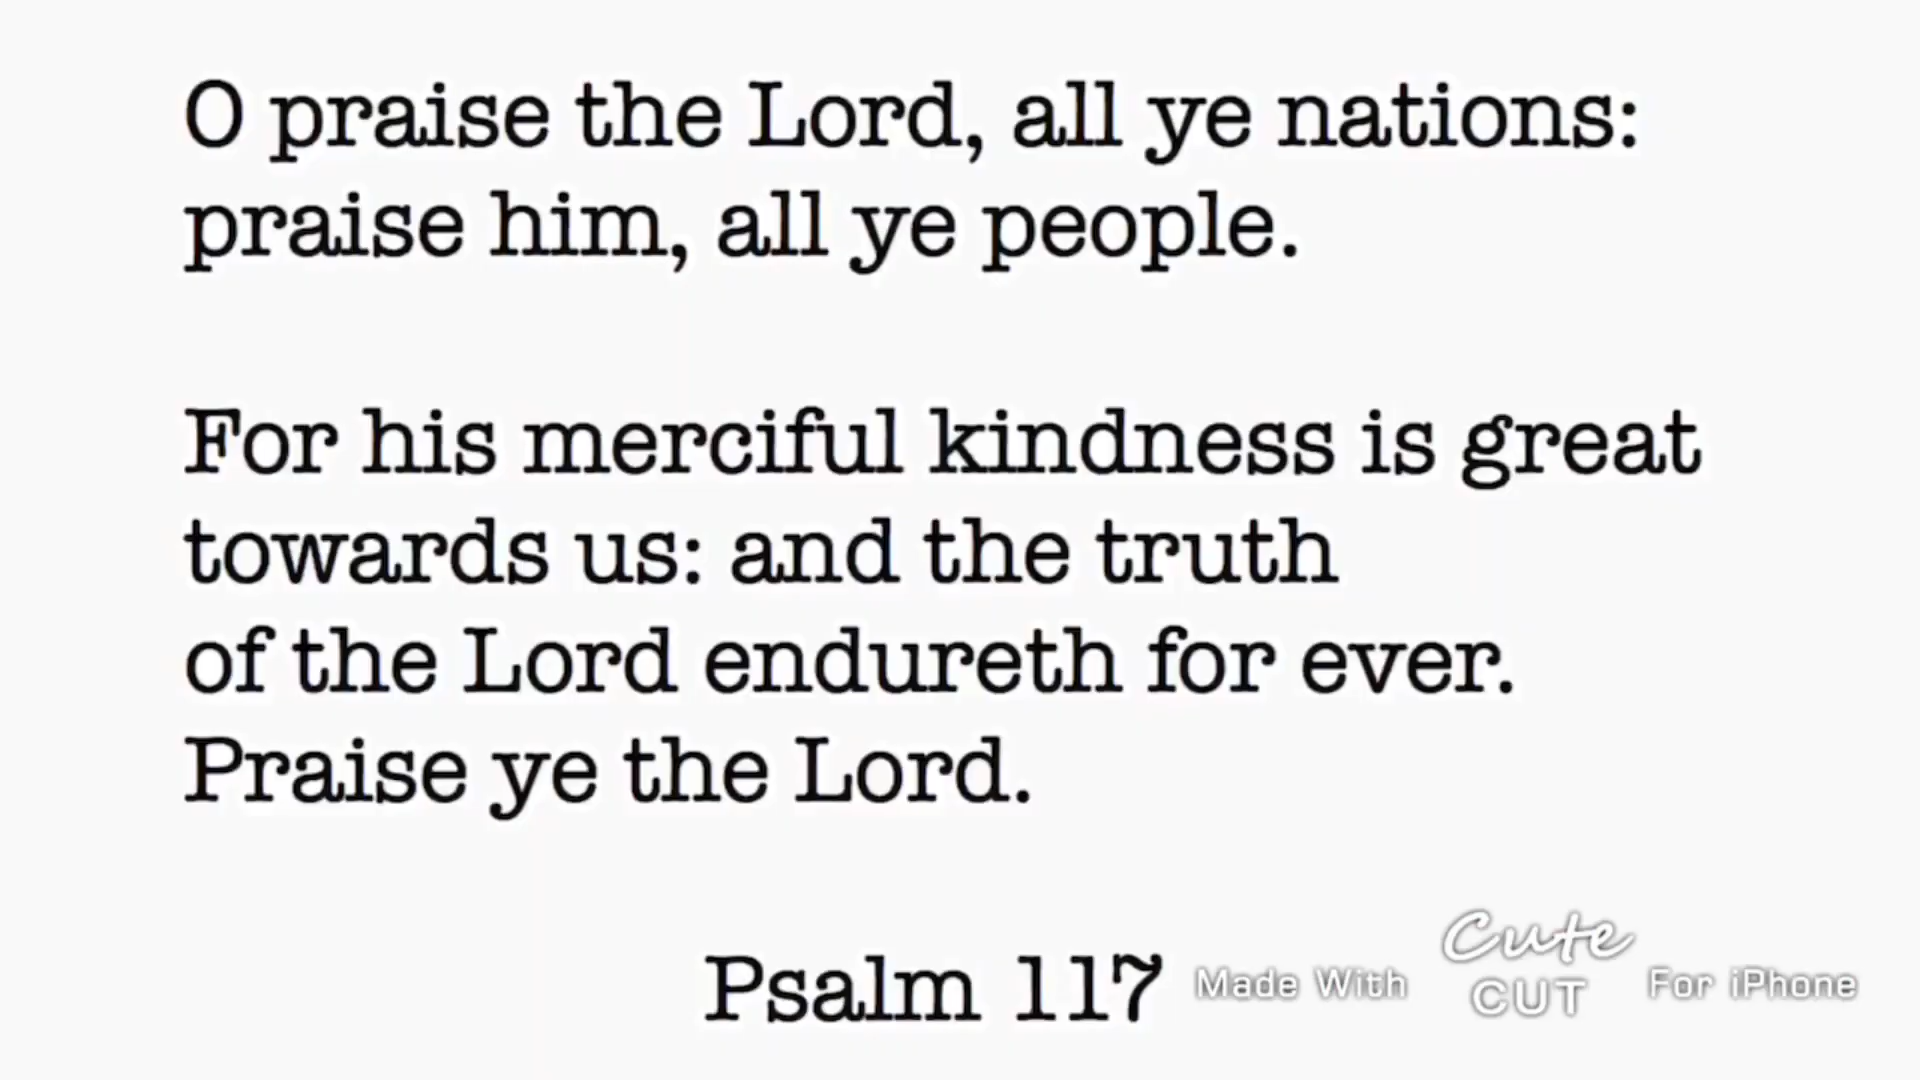 O praise the Lord, all ye nations:
praise him, all ye people.
For his merciful kindness is great
towards us: and the truth
of the Lord endureth for ever.
Praise ye the Lord.
Psalm 117
Made With Cute CUT For iPhone